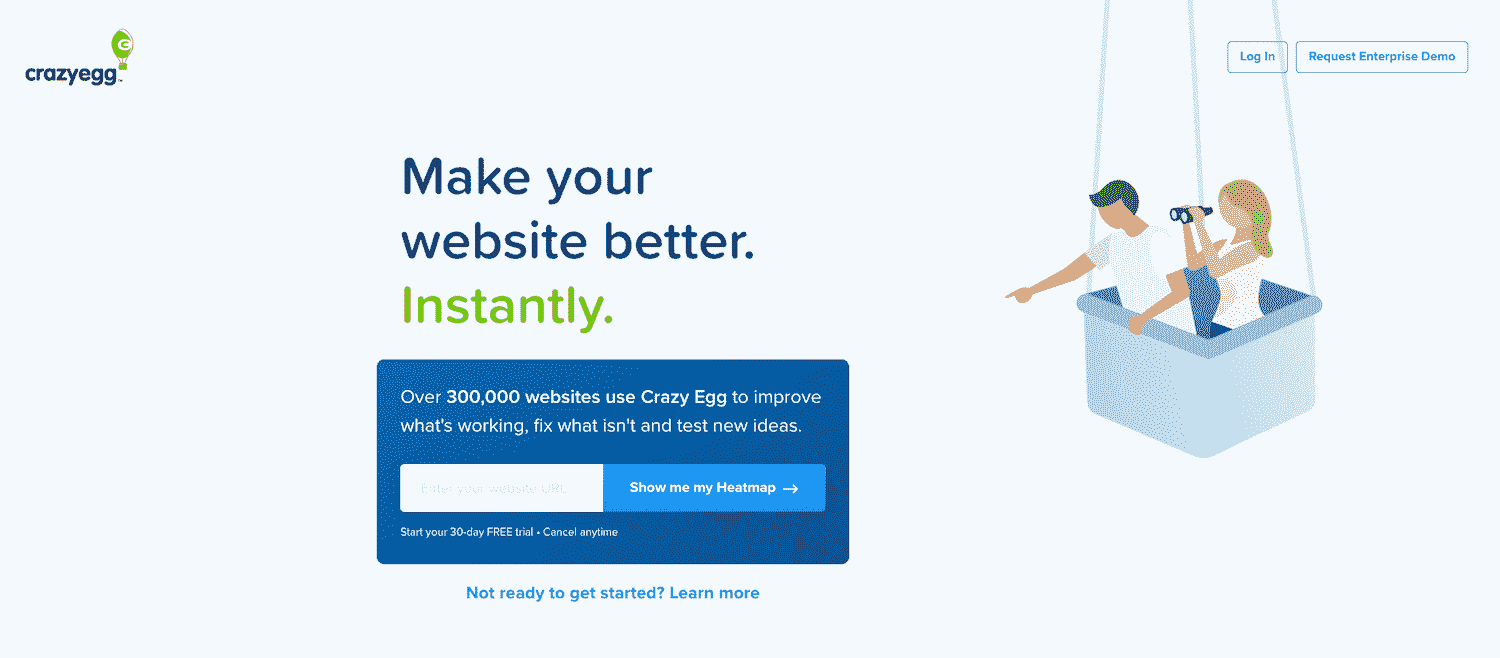 crazyegg™
Log In
Request Enterprise Demo
Make your
website better.
Instantly.
Over 300,000 websites use Crazy Egg to improve
what's working, fix what isn't and test new ideas.
Enter your website URL
Show me my Heatmap →
Start your 30-day FREE trial • Cancel anytime
Not ready to get started? Learn more